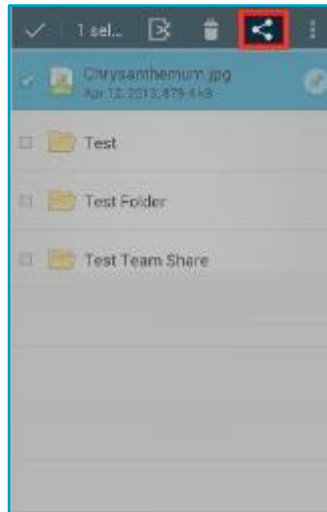 1 sel...
Chrysanthemum.jpg
Apr 12, 2013, 879.4 kB
Test
Test Folder
Test Team Share